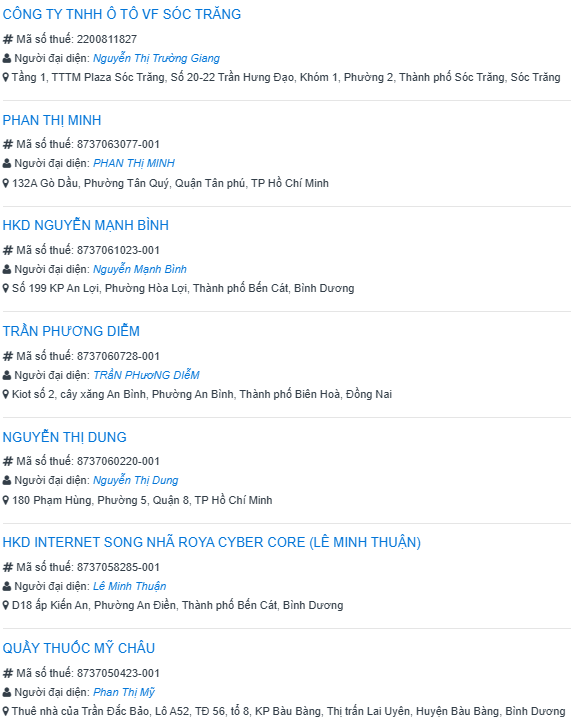 CÔNG TY TNHH Ô TÔ VF SÓC TRĂNG
# Mã số thuế: 2200811827
Người đại diện: Nguyễn Thị Trường Giang
Tầng 1, TTTM Plaza Sóc Trăng, Số 20-22 Trần Hưng Đạo, Khóm 1, Phường 2, Thành phố Sóc Trăng, Sóc Trăng
PHAN THỊ MINH
# Mã số thuế: 8737063077-001
Người đại diện: PHAN THỊ MINH
132A Gò Dầu, Phường Tân Quý, Quận Tân phú, TP Hồ Chí Minh
HKD NGUYỄN MẠNH BÌNH
# Mã số thuế: 8737061023-001
Người đại diện: Nguyễn Mạnh Bình
Số 199 KP An Lợi, Phường Hòa Lợi, Thành phố Bến Cát, Bình Dương
TRẦN PHƯƠNG DIỄM
# Mã số thuế: 8737060728-001
Người đại diện: TRầN PHươNG DIễM
Kiot số 2, cây xăng An Bình, Phường An Bình, Thành phố Biên Hoà, Đồng Nai
NGUYỄN THỊ DUNG
# Mã số thuế: 8737060220-001
Người đại diện: Nguyễn Thị Dung
180 Phạm Hùng, Phường 5, Quận 8, TP Hồ Chí Minh
HKD INTERNET SONG NHÃ ROYA CYBER CORE (LÊ MINH THUẬN)
# Mã số thuế: 8737058285-001
Người đại diện: Lê Minh Thuận
D18 ấp Kiến An, Phường An Điền, Thành phố Bến Cát, Bình Dương
QUẦY THUỐC MỸ CHÂU
# Mã số thuế: 8737050423-001
Người đại diện: Phan Thị Mỹ
Thuê nhà của Trần Đắc Bảo, Lô A52, TĐ 56, tổ 8, KP Bàu Bàng, Thị trấn Lai Uyên, Huyện Bàu Bàng, Bình Dương